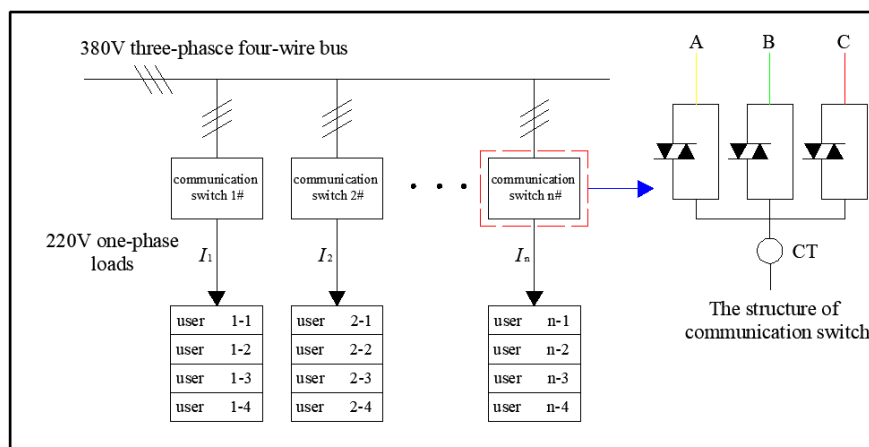 380V three-phasce four-wire bus
A
B
C
communication
switch 1#
communication
switch 2#
communication
switch n#
220V one-phase
loads
I1
I2
In
CT
The structure of
communication switch
user 1-1
user 1-2
user 1-3
user 1-4
user 2-1
user 2-2
user 2-3
user 2-4
user n-1
user n-2
user n-3
user n-4